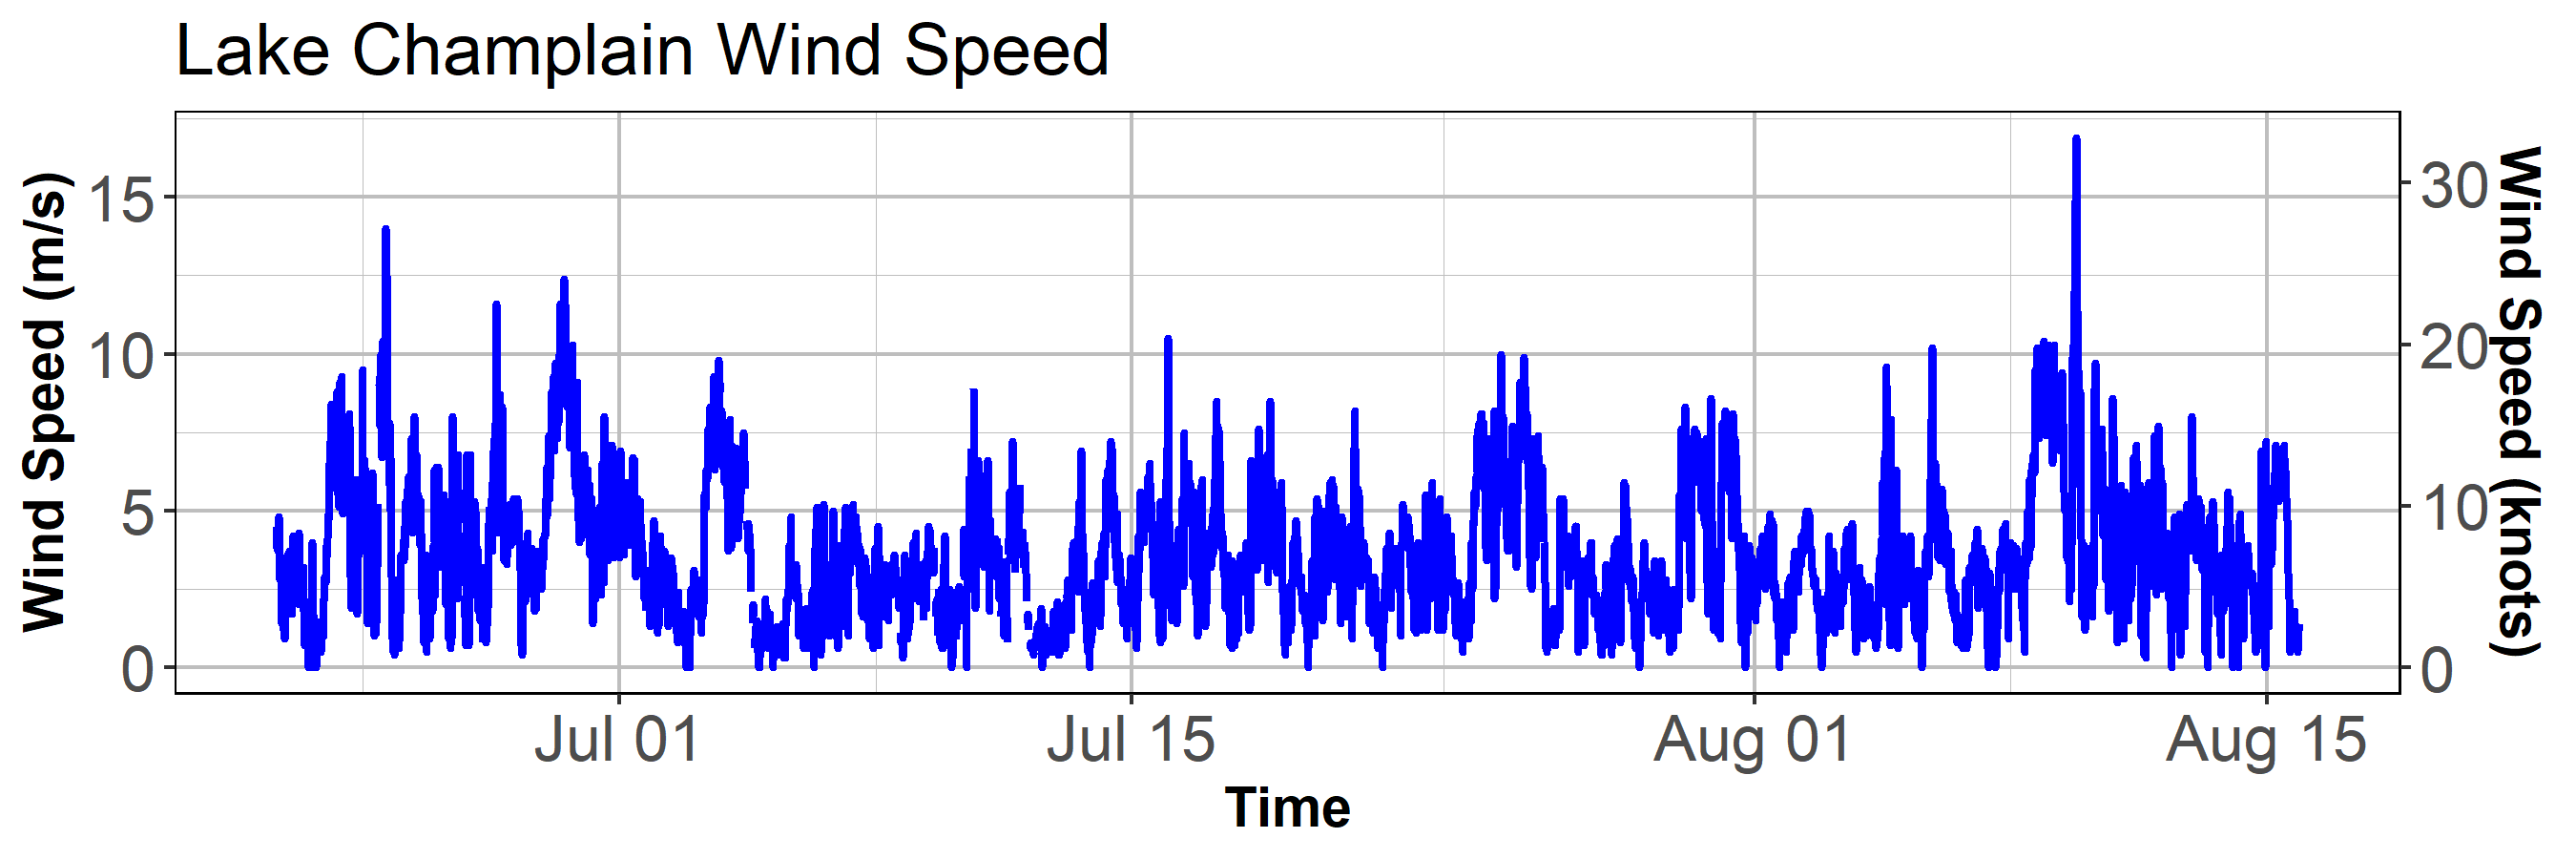 Lake Champlain Wind Speed
Wind Speed (m/s)
15
10
5
0
30
20
10
0
Wind Speed (knots)
Jul 01
Jul 15
Aug 01
Aug 15
Time